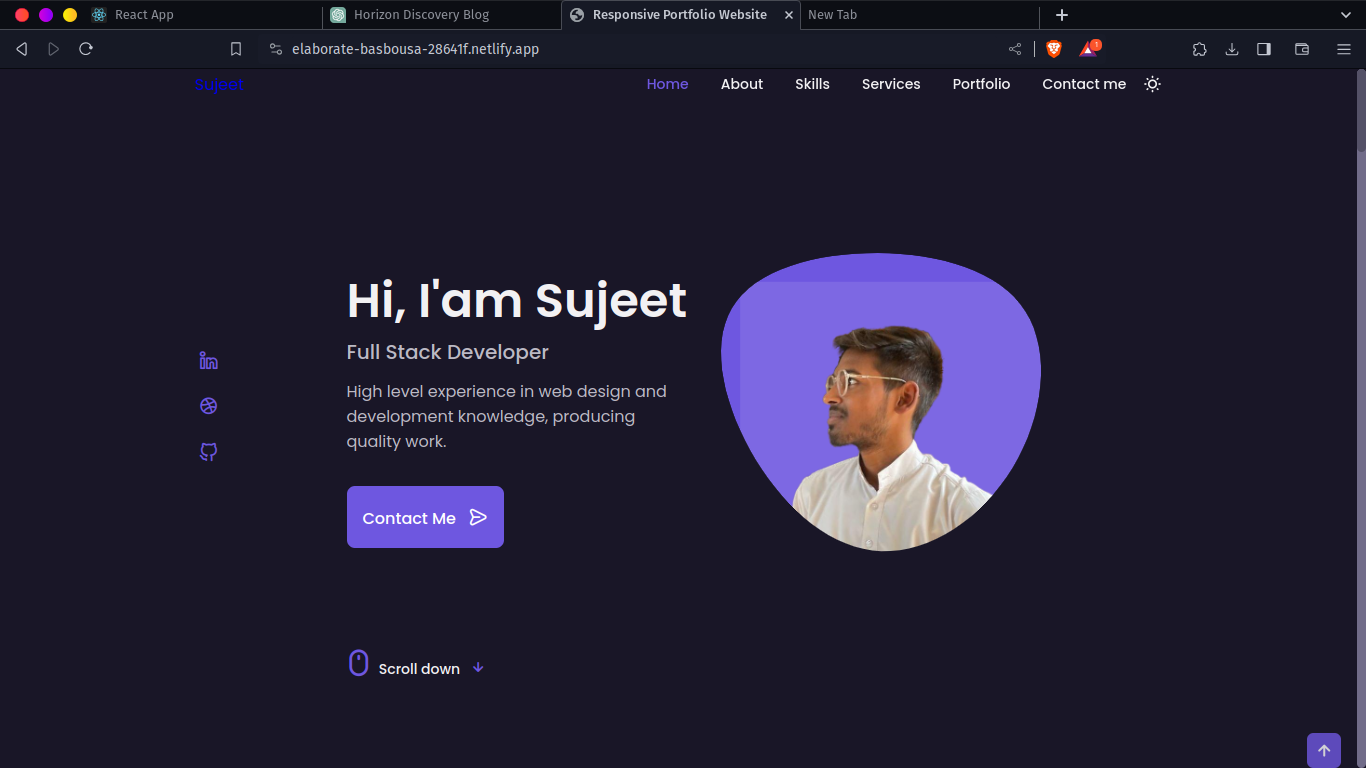 React App
Horizon Discovery Blog
Responsive Portfolio Website
New Tab
elaborate-basbousa-28641f.netlify.app
1
Sujeet
Home
About
Skills
Services
Portfolio
Contact me
Hi, I'am Sujeet
Full Stack Developer
High level experience in web design and
development knowledge, producing
quality work.
Contact Me
Scroll down